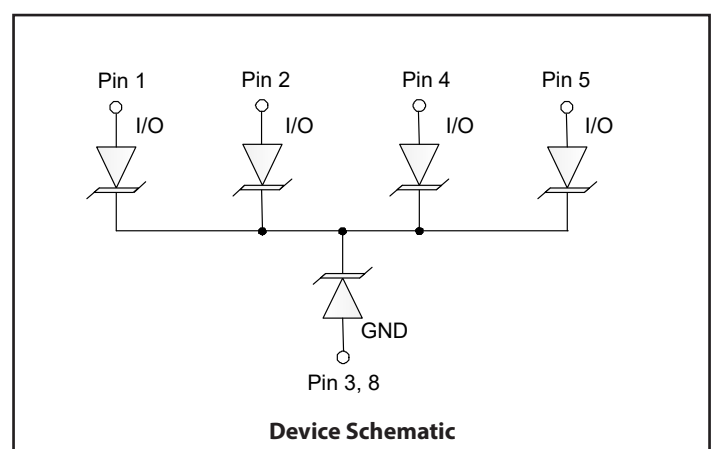 Pin 1 Pin 2 Pin 4 Pin 5
I/O I/O I/O I/O
GND
Pin 3, 8
Device Schematic